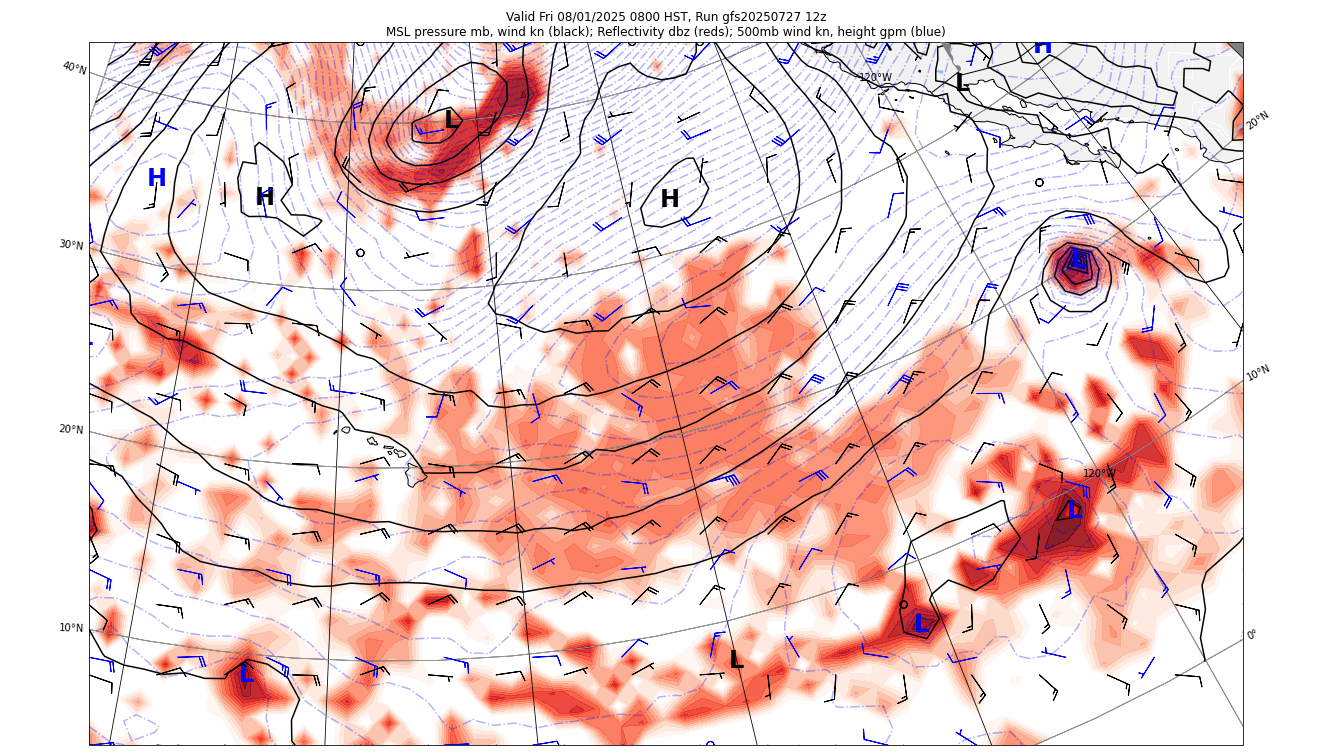 Valid Fri 08/01/2025 0800 HST, Run gfs20250727 12z
MSL pressure mb, wind kn (black); Reflectivity dbz (reds); 500mb wind kn, height gpm (blue)
H
40°N
120°W
L
L
20°N
H
H
H
30°N
L
10°N
20°N
120°W
L
10°N
L
0°
L
L